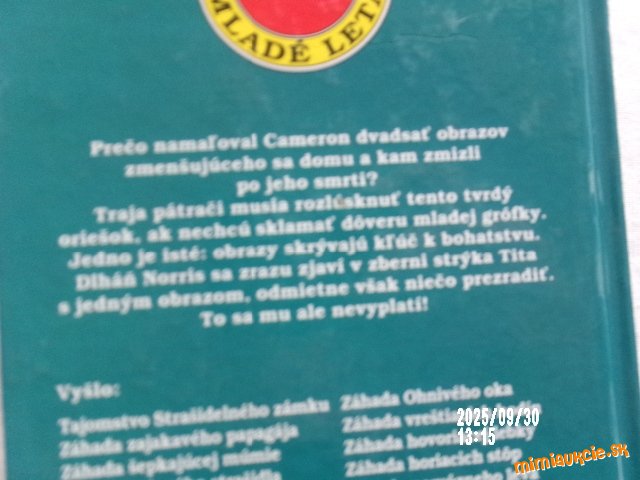 MLADÉ LETÁ
Prečo namaľoval Cameron dvadsať obrazov
zmenšujúceho sa domu a kam zmizli
po jeho smrti?
Traja pátrači musia rozlúsknuť tento tvrdý
oriešok, ak nechcú sklamať dôveru mladej grófky.
Jedno je isté: obrazy skrývajú kľúč k bohatstvu.
Dlháň Norris sa zrazu zjaví v zberni strýka Tita
s jedným obrazom, odmietne však niečo prezradiť.
To sa mu ale nevyplatí!
Vyšlo:
Tajomstvo Strašidelného zámku
Záhada zajakavého papagája
Záhada šepkajúcej múmie
Záhada Ohnivého oka
Záhada
Záhada
Záhada horiacich stôp
2025/09/30
13:15
mimiaukcie.sk